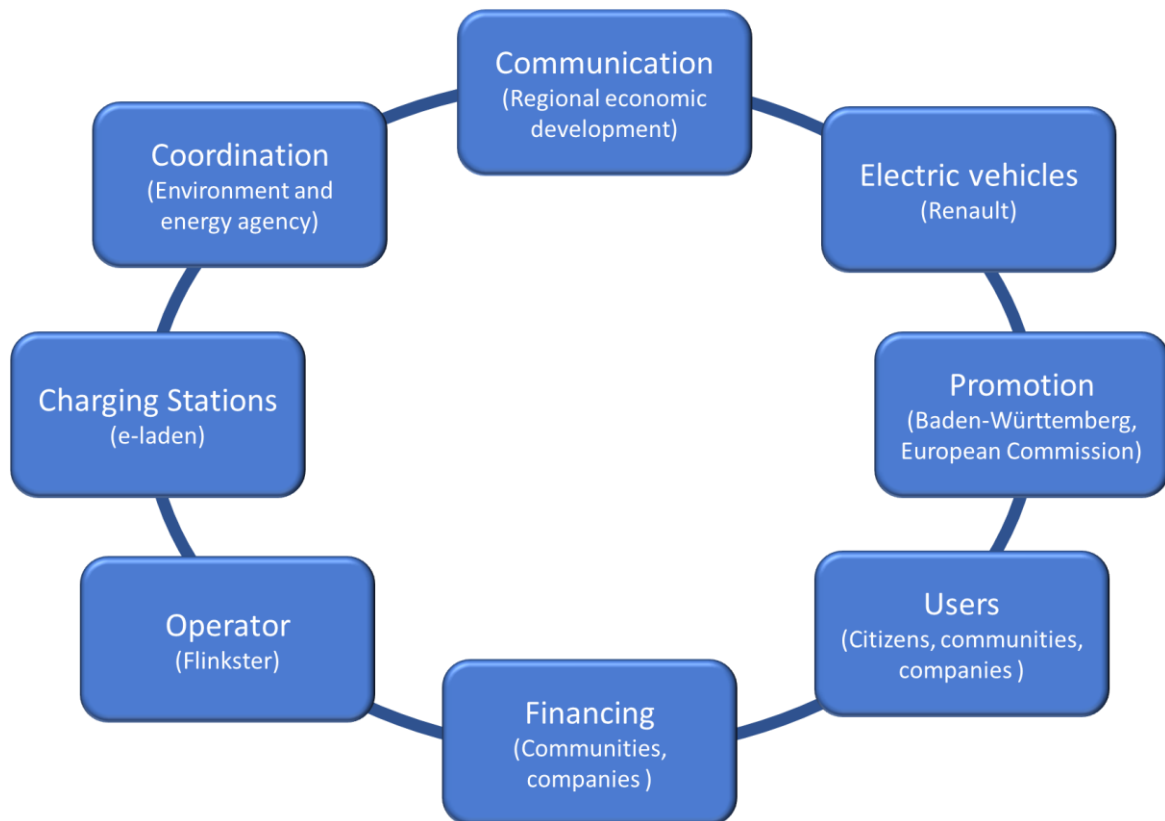 Communication
(Regional economic
development)
Electric vehicles
(Renault)
Promotion
(Baden-Württemberg,
European Commission)
Users
(Citizens, communities,
companies )
Financing
(Communities,
companies )
Operator
(Flinkster)
Charging Stations
(e-laden)
Coordination
(Environment and
energy agency)